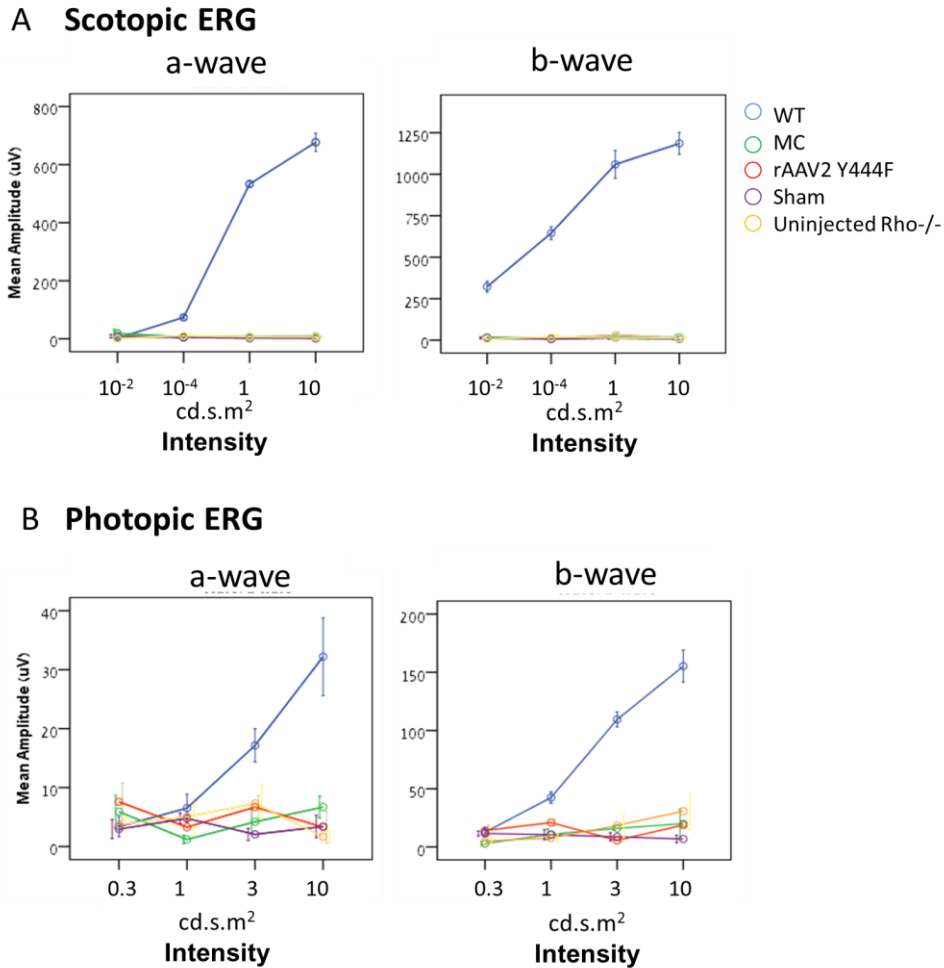 A Scotopic ERG
a-wave
b-wave
800
600
400
200
0
Mean Amplitude (uV)
10-2 10-4 1 10
cd.s.m2
Intensity
1250
1000
750
500
250
0
10-2 10-4 1 10
cd.s.m2
Intensity
WT
MC
rAAV2 Y444F
Sham
Uninjected Rho-/-
B Photopic ERG
a-wave
b-wave
40
30
20
10
0
Mean Amplitude (uV)
0.3 1 3 10
cd.s.m2
Intensity
200
150
100
50
0
0.3 1 3 10
cd.s.m2
Intensity